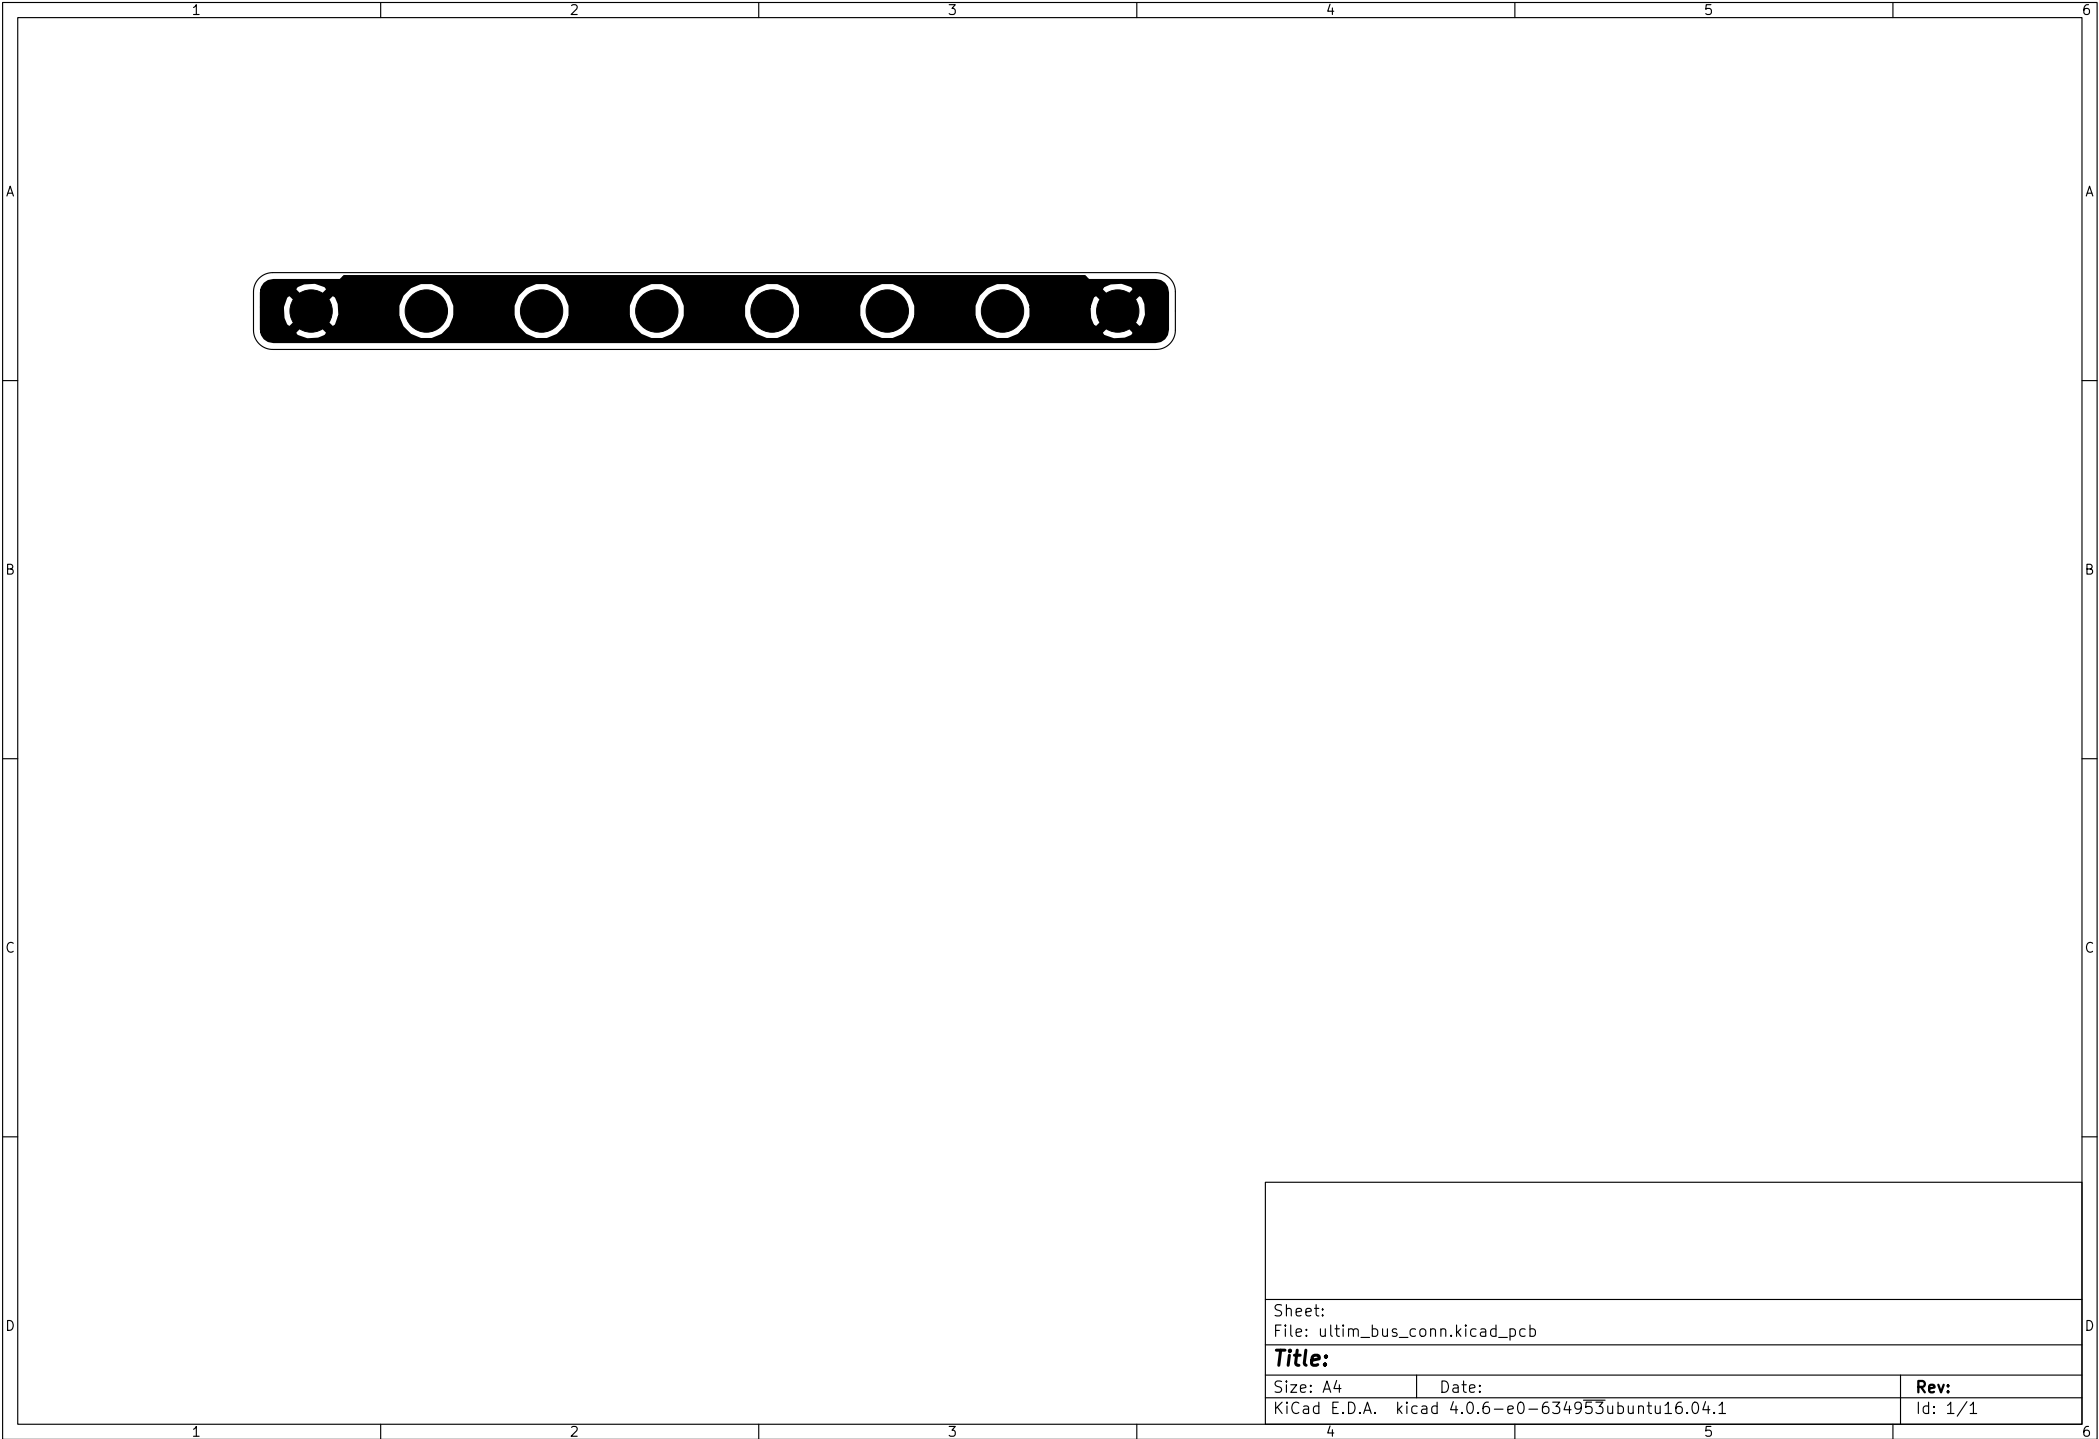 1 2 3 4 5 6
A A
B B
C C
D D
Sheet:
File: ultim_bus_conn.kicad_pcb
Title:
Size: A4 Date: Rev:
KiCad E.D.A. kicad 4.0.6-e0-634953ubuntu16.04.1 Id: 1/1
1 2 3 4 5 6